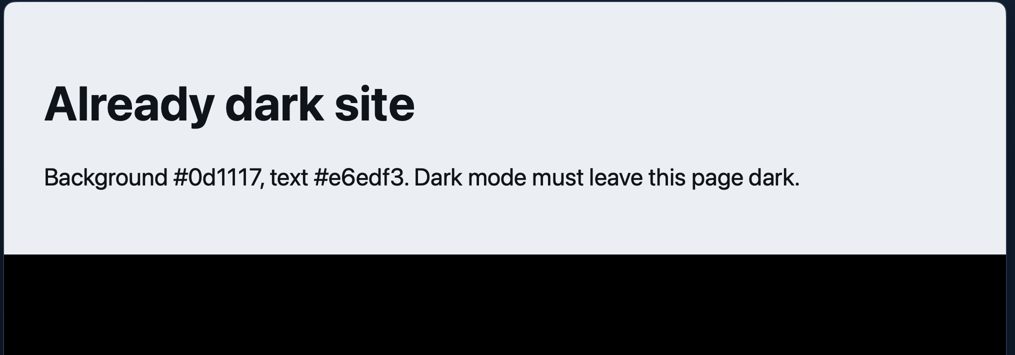 Already dark site
Background #0d1117, text #e6edf3. Dark mode must leave this page dark.